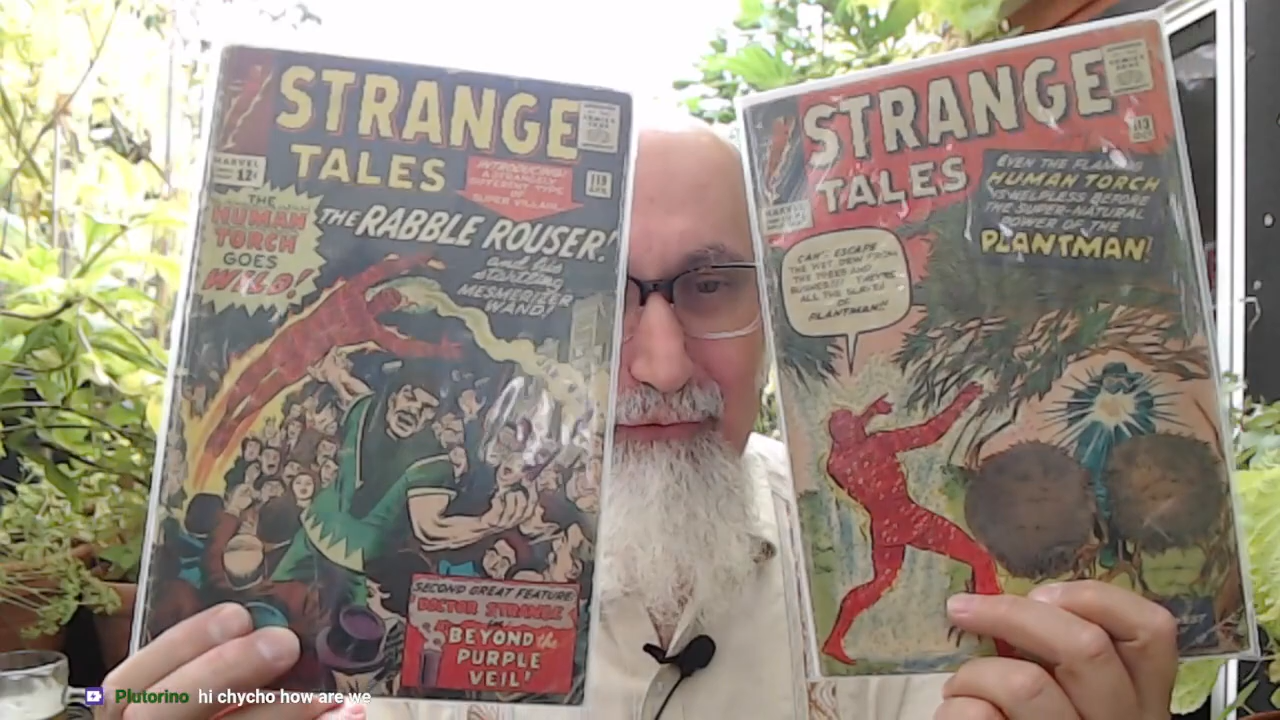 STRANGE
TALES
MARVEL
12¢
INTRODUCING!
A STRANGELY
DIFFERENT TYPE
OF
SUPER VILLAIN...
119
APR.
THE
HUMAN
TORCH
GOES
WILD!
THE RABBLE ROUSER!
and his
startling
MESMERIZER
WAND!
SECOND GREAT FEATURE:
DOCTOR STRANGE
in
BEYOND the
PURPLE
VEIL!
STRANGE
TALES
113
EVEN THE FLAMING
HUMAN TORCH
IS HELPLESS BEFORE
THE SUPER-NATURAL
POWER OF THE
PLANTMAN!
CAN'T ESCAPE
THE WET DEW FROM
THE TREES AND
BUSHES!!! THEY'RE
ALL THE SLAVES
OF
PLANTMAN!!
Plutorino hi chycho how are we